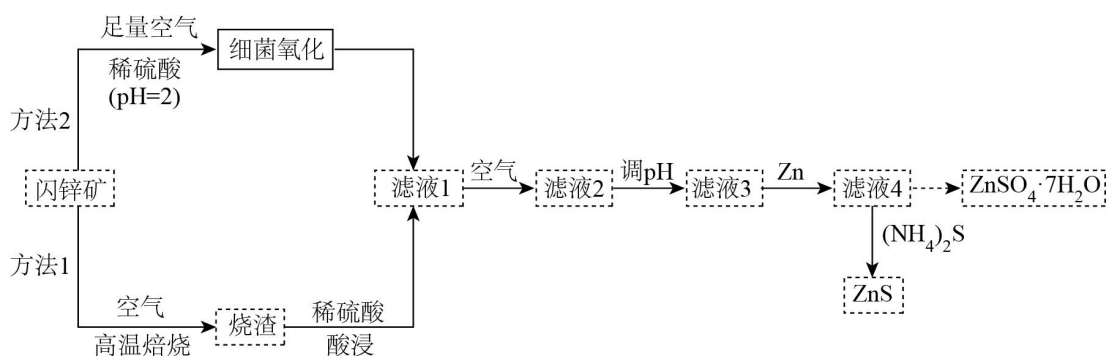 足量空气
稀硫酸
(pH=2)
细菌氧化
方法2
闪锌矿
滤液1
空气
滤液2
调pH
滤液3
Zn
滤液4
ZnSO₄·7H₂O
(NH₄)₂S
ZnS
方法1
空气
高温焙烧
烧渣
稀硫酸
酸浸